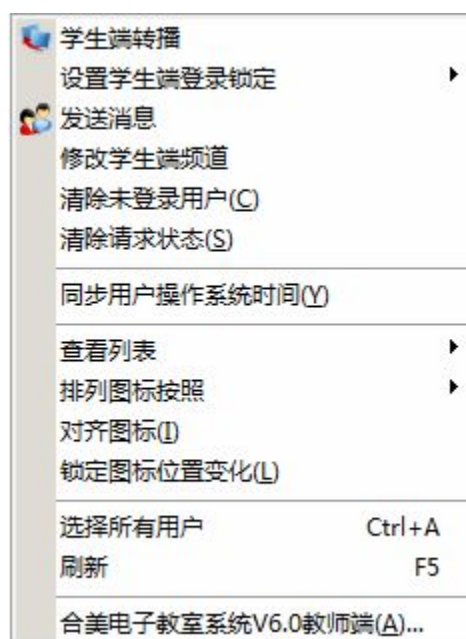 学生端转播
设置学生端登录锁定
发送消息
修改学生端频道
清除未登录用户(C)
清除请求状态(S)
同步用户操作系统时间(Y)
查看列表
排列图标按照
对齐图标(I)
锁定图标位置变化(L)
选择所有用户 Ctrl+A
刷新 F5
合美电子教室系统V6.0教师端(A)...